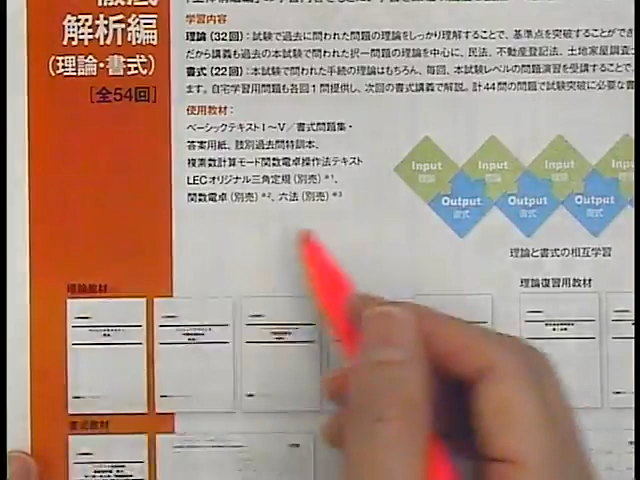 解析編
(理論・書式)
[全54回]
学習内容
理論(32回):試験で過去に問われた問題の理論をしっかり理解することで、基準点を突破することができ
だから講義も過去の本試験で問われた択一問題の理論を中心に、民法、不動産登記法、土地家屋調査士
書式(22回):本試験で問われた手続の理論はもちろん、毎回、本試験レベルの問題演習を受講することで、
ます。自宅学習用問題も各回1問提供し、次回の書式講義で解説。計44問の問題で試験突破に必要な書
使用教材:
ベーシックテキストⅠ〜Ⅴ/書式問題集・
答案用紙、肢別過去問特訓本、
複素数計算モード関数電卓操作法テキスト
LECオリジナル三角定規(別売)※1、
関数電卓(別売)※2、六法(別売)※3
Input
理論
Input
理論
Input
理論
Input
Output
書式
Output
書式
Output
書式
理論と書式の相互学習
理論教材
理論復習用教材
書式教材